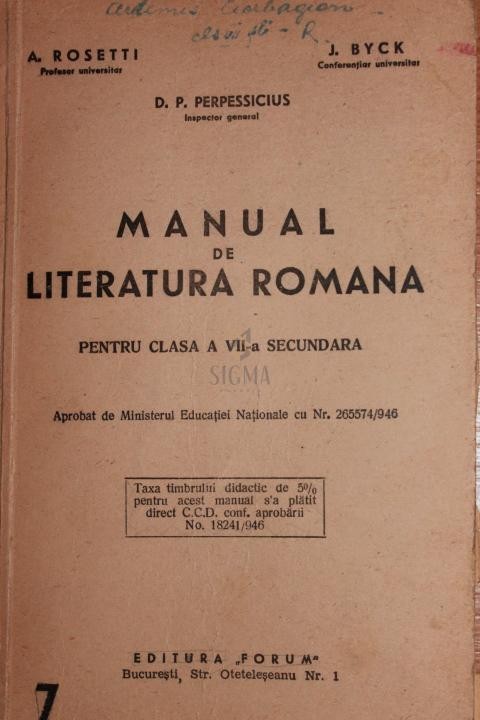 A. ROSETTI
Profesor universitar
J. BYCK
Conferențiar universitar
D. P. PERPESSICIUS
Inspector general
MANUAL
DE
LITERATURA ROMANA
PENTRU CLASA A VII-a SECUNDARA
SIGMA
Aprobat de Ministerul Educației Naționale cu Nr. 265574/946
Taxa timbrului didactic de 5%
pentru acest manual s'a plătit
direct C.C.D. conf. aprobării
No. 18241/946
EDITURA „FORUM"
București, Str. Oteteleșeanu Nr. 1
7